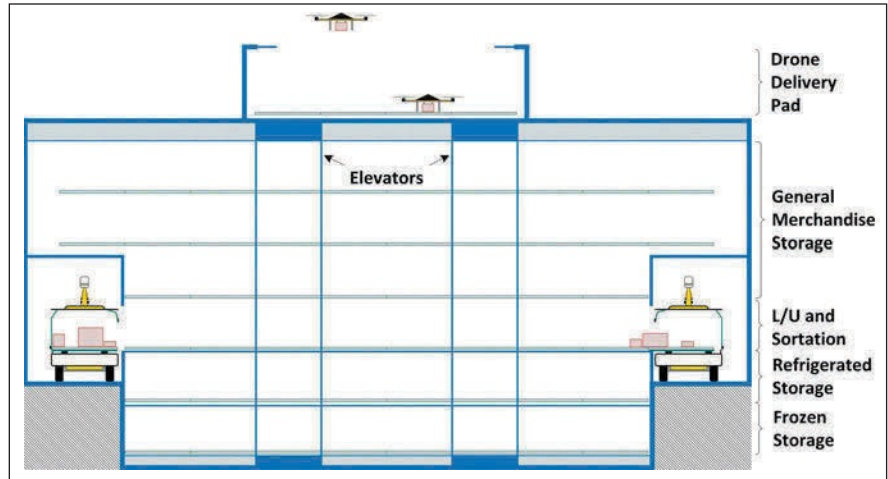 Drone
Delivery
Pad
Elevators
General
Merchandise
Storage
L/U and
Sortation
Refrigerated
Storage
Frozen
Storage